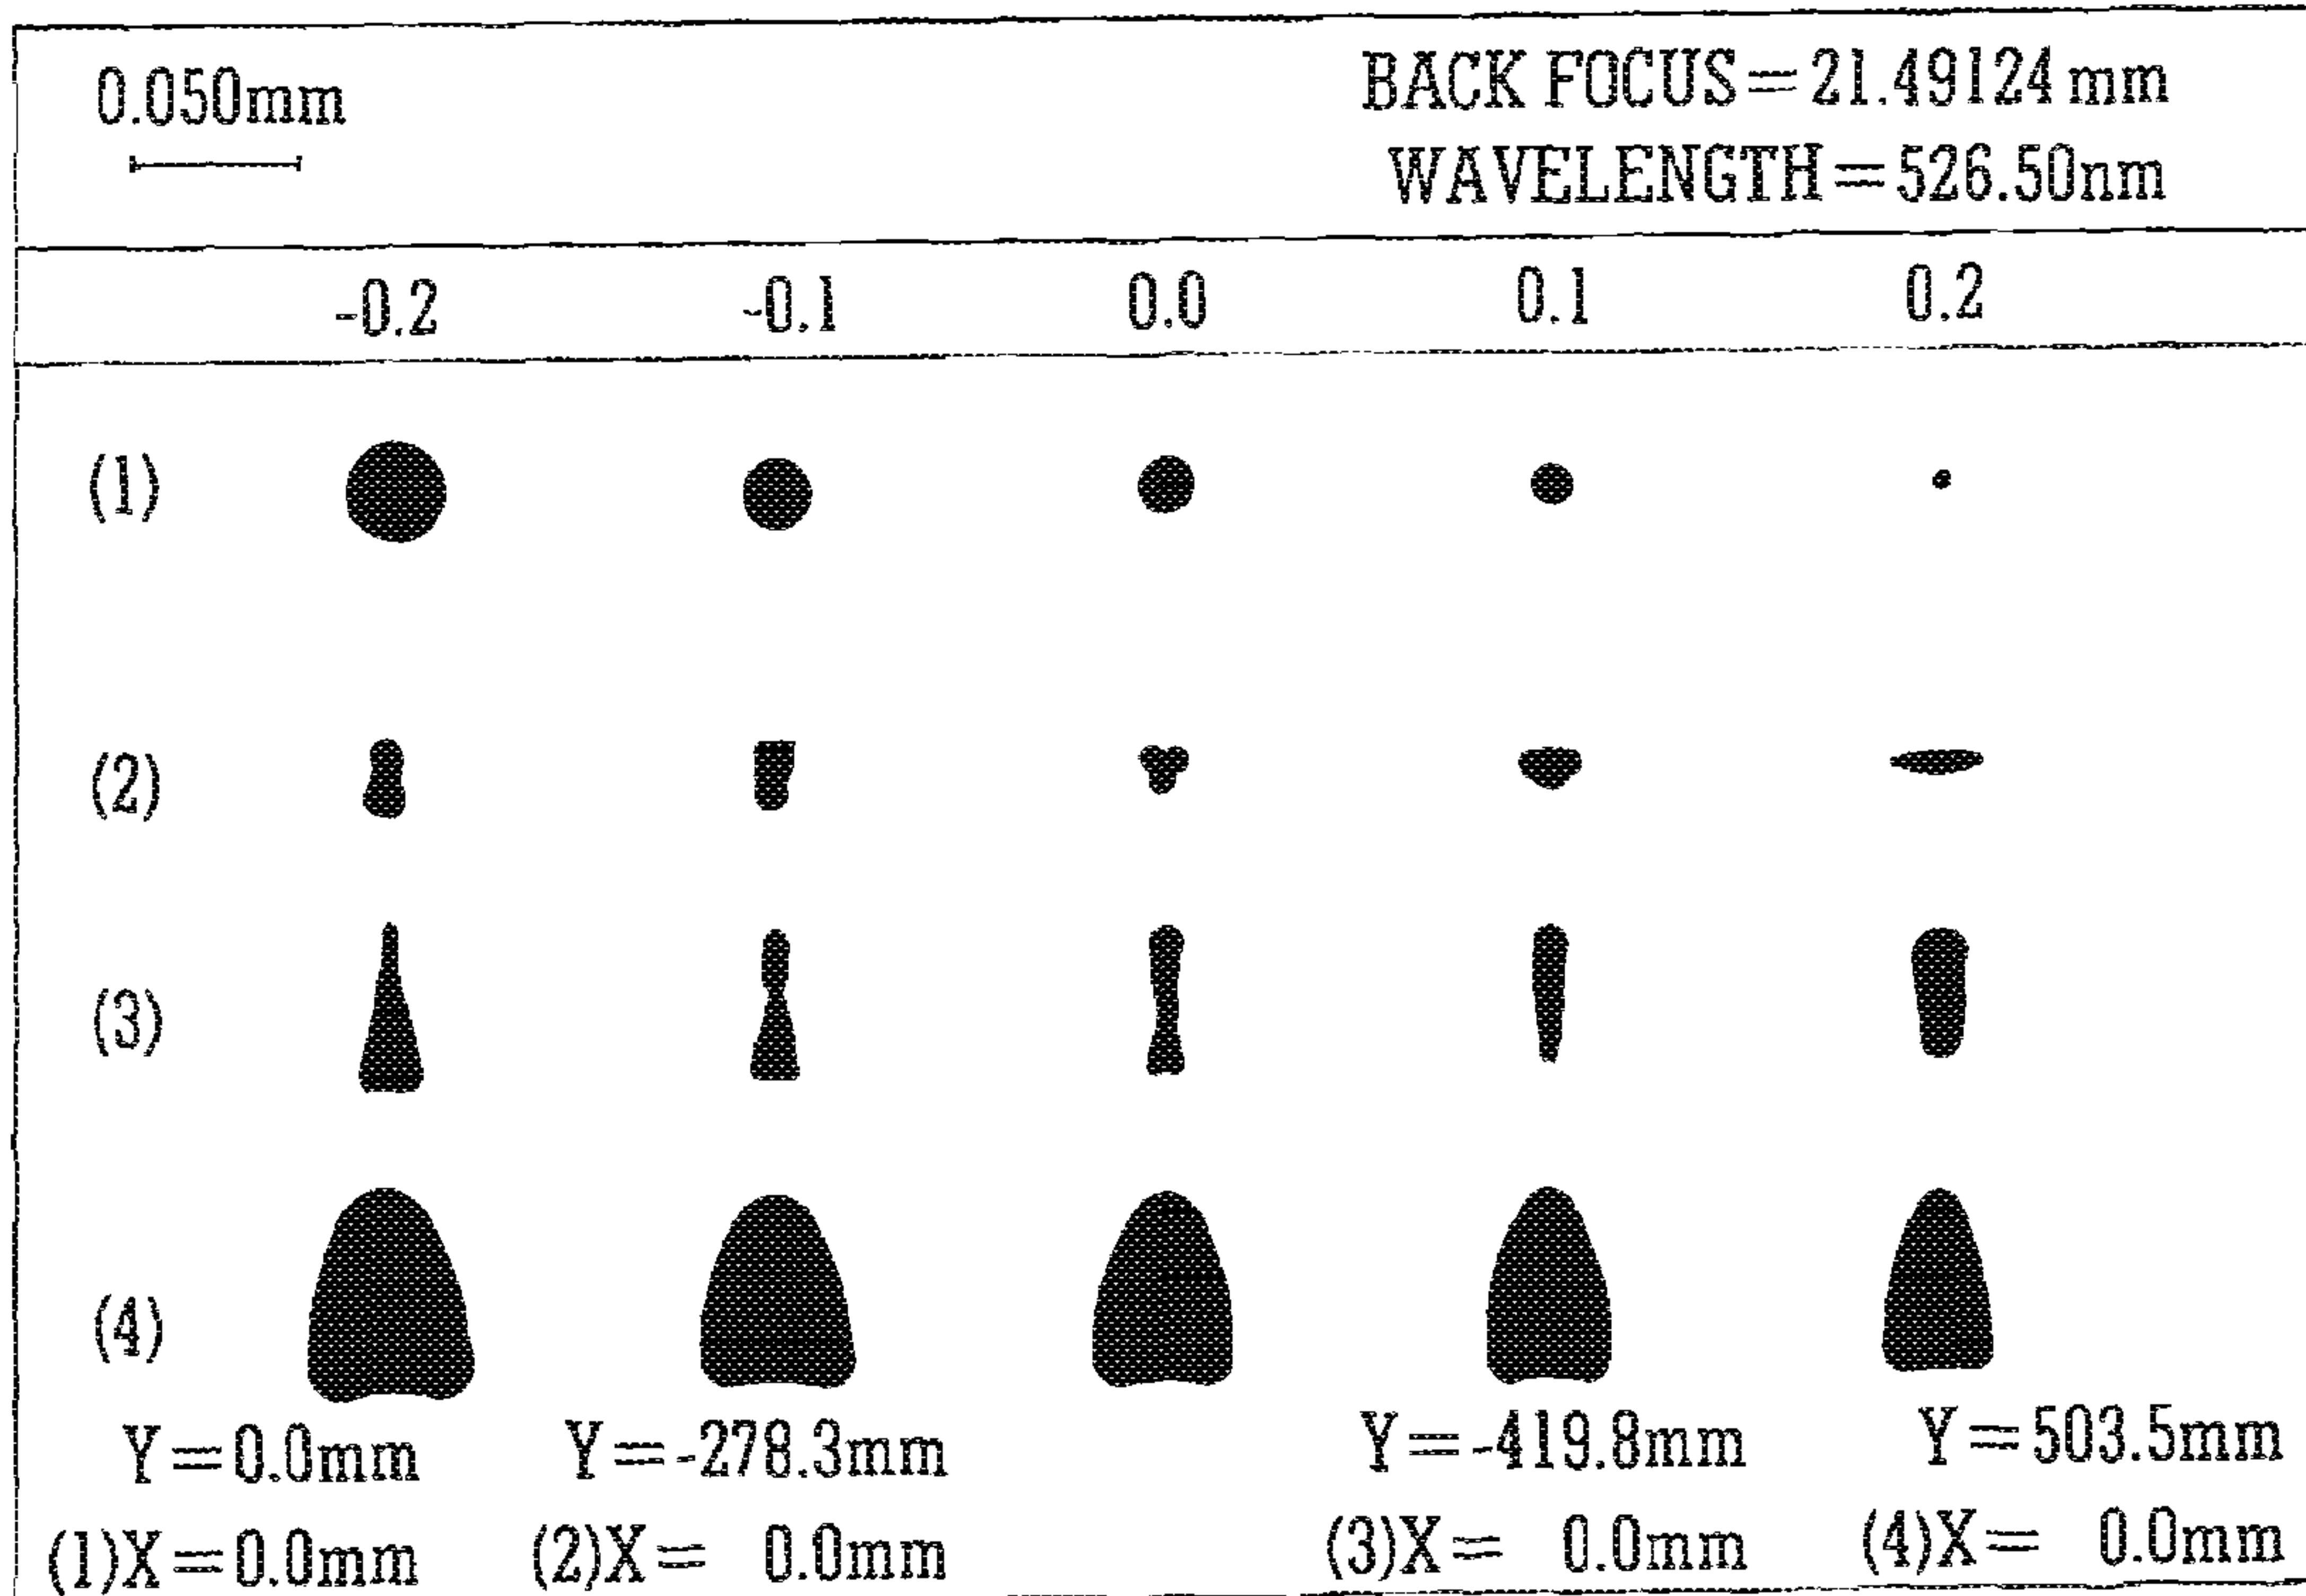 0.050mm
BACK FOCUS=21.49124mm
WAVELENGTH=526.50nm
-0.2 -0.1 0.0 0.1 0.2
(1)
(2)
(3)
(4)
Y=0.0mm Y=-278.3mm Y=-419.8mm Y=503.5mm
(1)X=0.0mm (2)X= 0.0mm (3)X= 0.0mm (4)X= 0.0mm